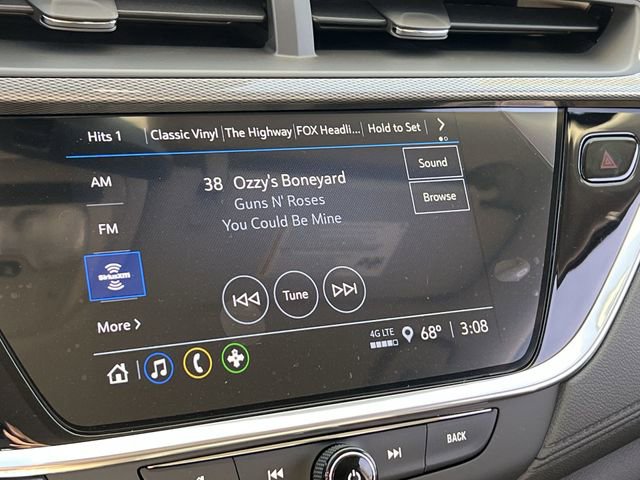 Hits 1 Classic Vinyl The Highway FOX Headli... Hold to Set
AM
38 Ozzy's Boneyard
Sound
Guns N' Roses
Browse
FM
You Could Be Mine
SiriusXM
Tune
More
4G LTE 68° 3:08
BACK